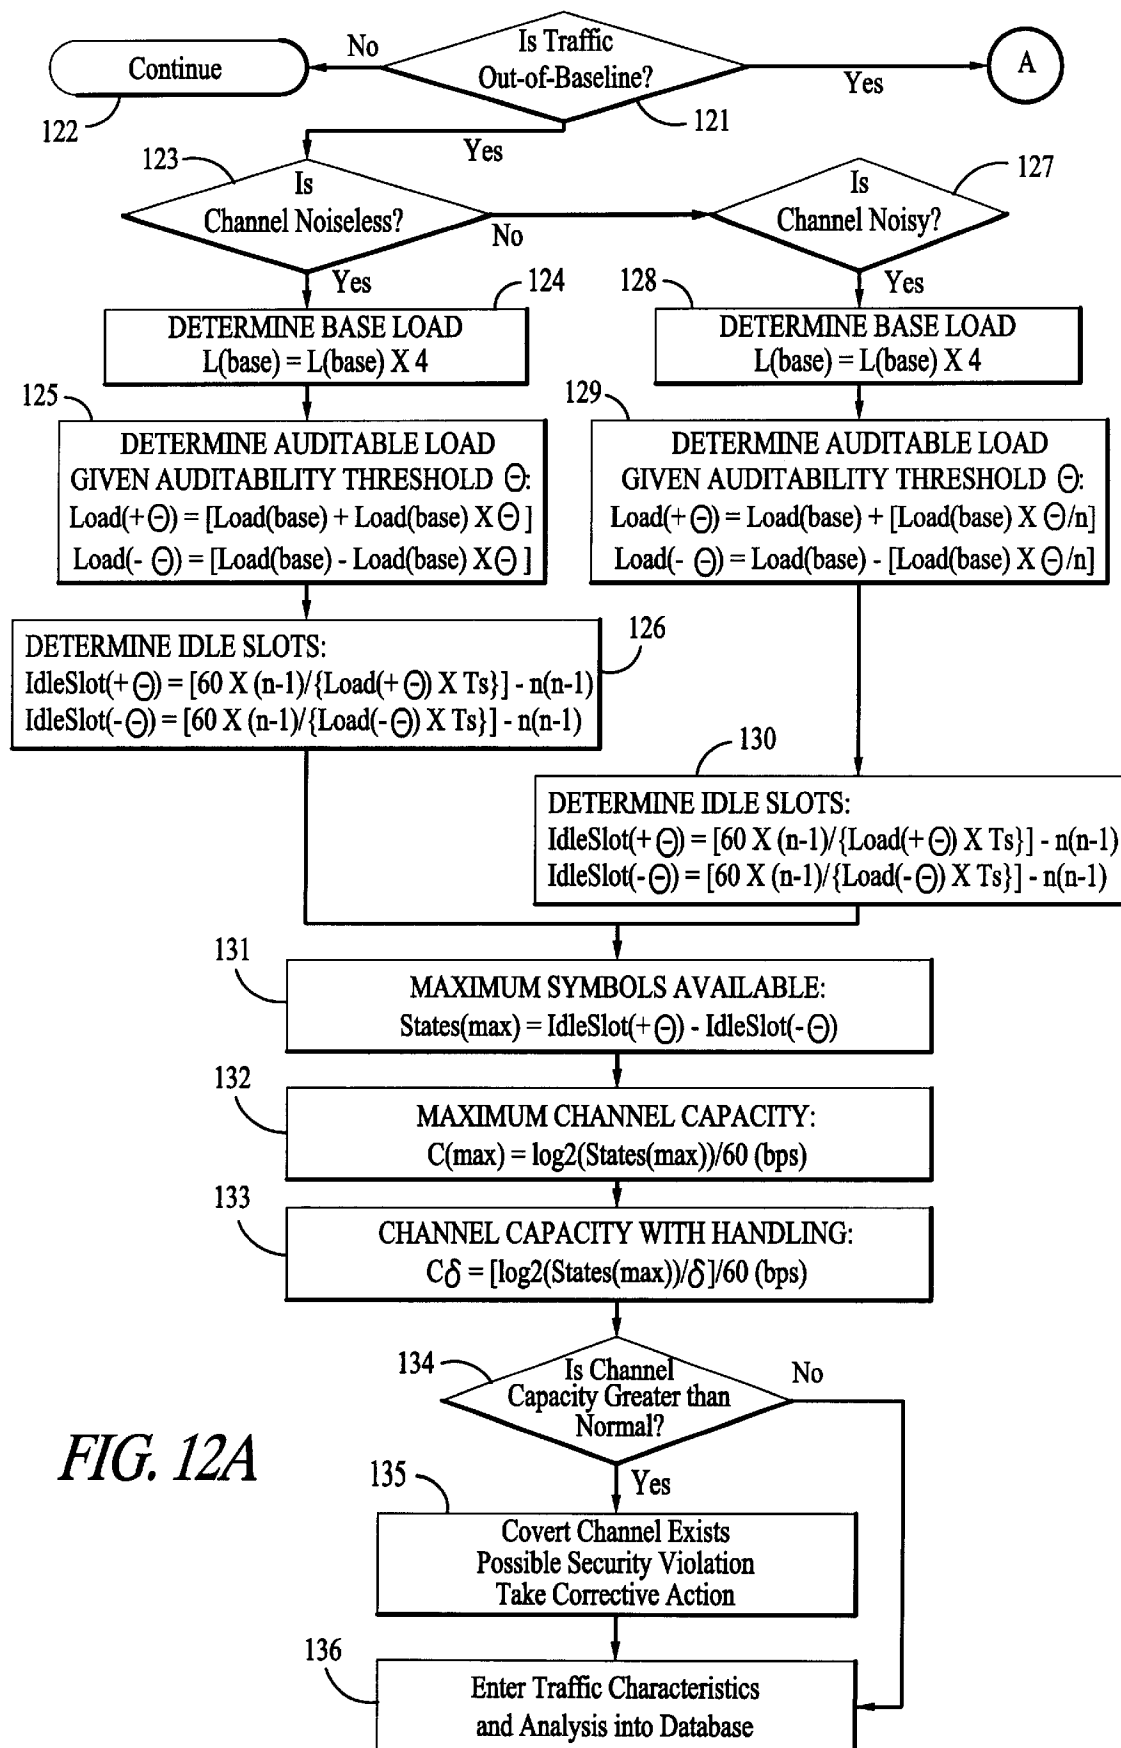 Is Traffic
Out-of-Baseline?
No
Continue
Yes
A
122
121
Yes
123
Is
Channel Noiseless?
No
127
Is
Channel Noisy?
Yes
124
DETERMINE BASE LOAD
L(base) = L(base) X 4
Yes
128
DETERMINE BASE LOAD
L(base) = L(base) X 4
125
DETERMINE AUDITABLE LOAD
GIVEN AUDITABILITY THRESHOLD Θ:
Load(+Θ) = [Load(base) + Load(base) X Θ ]
Load(- Θ) = [Load(base) - Load(base) X Θ ]
129
DETERMINE AUDITABLE LOAD
GIVEN AUDITABILITY THRESHOLD Θ:
Load(+Θ) = Load(base) + [Load(base) X Θ/n]
Load(- Θ) = Load(base) - [Load(base) X Θ/n]
126
DETERMINE IDLE SLOTS:
IdleSlot(+Θ) = [60 X (n-1)/{Load(+Θ) X Ts}] - n(n-1)
IdleSlot(-Θ) = [60 X (n-1)/{Load(-Θ) X Ts}] - n(n-1)
130
DETERMINE IDLE SLOTS:
IdleSlot(+Θ) = [60 X (n-1)/{Load(+Θ) X Ts}] - n(n-1)
IdleSlot(-Θ) = [60 X (n-1)/{Load(-Θ) X Ts}] - n(n-1)
131
MAXIMUM SYMBOLS AVAILABLE:
States(max) = IdleSlot(+Θ) - IdleSlot(-Θ)
132
MAXIMUM CHANNEL CAPACITY:
C(max) = log2(States(max))/60 (bps)
133
CHANNEL CAPACITY WITH HANDLING:
Cδ = [log2(States(max))/δ]/60 (bps)
134
Is Channel
Capacity Greater than
Normal?
No
Yes
FIG. 12A
135
Covert Channel Exists
Possible Security Violation
Take Corrective Action
136
Enter Traffic Characteristics
and Analysis into Database